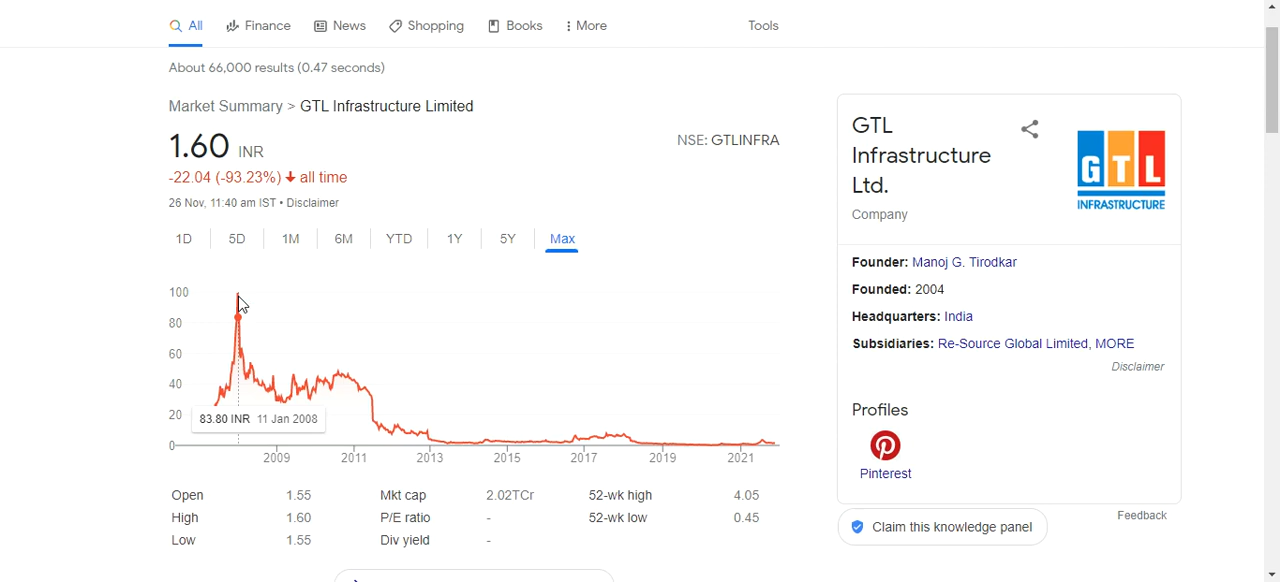 All Finance News Shopping Books More Tools
About 66,000 results (0.47 seconds)
Market Summary > GTL Infrastructure Limited
1.60 INR
NSE: GTLINFRA
-22.04 (-93.23%) all time
26 Nov, 11:40 am IST • Disclaimer
1D 5D 1M 6M YTD 1Y 5Y Max
100
80
60
40
20
0
83.80 INR 11 Jan 2008
2009 2011 2013 2015 2017 2019 2021
Open 1.55 Mkt cap 2.02TCr 52-wk high 4.05
High 1.60 P/E ratio - 52-wk low 0.45
Low 1.55 Div yield -
GTL
Infrastructure
Ltd.
Company
GTL
INFRASTRUCTURE
Founder: Manoj G. Tirodkar
Founded: 2004
Headquarters: India
Subsidiaries: Re-Source Global Limited, MORE
Disclaimer
Profiles
Pinterest
Feedback
Claim this knowledge panel